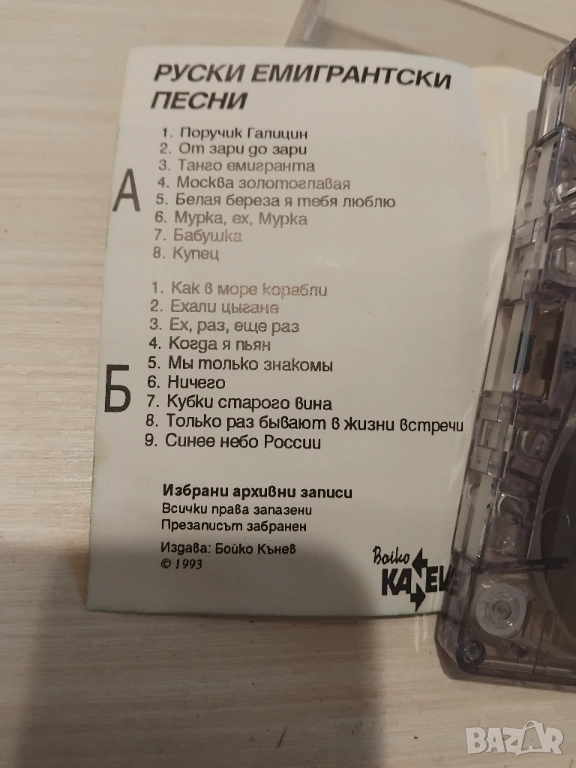 РУСКИ ЕМИГРАНТСКИ
ПЕСНИ
А
1. Поручик Галицин
2. От зари до зари
3. Танго емигранта
4. Москва золотоглавая
5. Белая береза я тебя люблю
6. Мурка, ех, Мурка
7. Бабушка
8. Купец
Б
1. Как в море корабли
2. Ехали цыгане
3. Ех, раз, еще раз
4. Когда я пьян
5. Мы только знакомы
6. Ничего
7. Кубки старого вина
8. Только раз бывают в жизни встречи
9. Синее небо России
Избрани архивни записи
Всички права запазени
Презаписът забранен
Издава: Бойко Кънев
© 1993
Boiko
KANEV
BAZAR